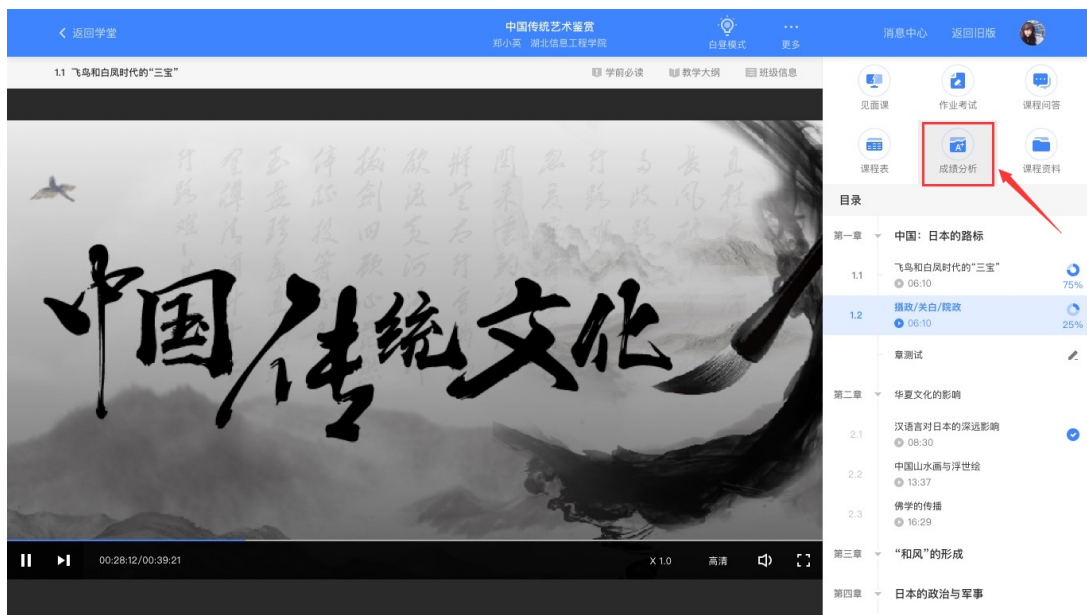 返回学堂
中国传统艺术鉴赏
郑小英 湖北信息工程学院
白昼模式
更多
消息中心
返回旧版
1.1 飞鸟和白凤时代的“三宝”
学前必读
教学大纲
班级信息
中国传统文化
00:28:12/00:39:21
X 1.0
高清
见面课
作业考试
课程问答
课程表
成绩分析
课程资料
目录
第一章 中国：日本的路标
1.1 飞鸟和白凤时代的“三宝”
06:10
75%
1.2 摄政/关白/院政
06:10
25%
章测试
第二章 华夏文化的影响
2.1 汉语言对日本的深远影响
08:30
2.2 中国山水画与浮世绘
13:37
2.3 佛学的传播
16:29
第三章 “和风”的形成
第四章 日本的政治与军事